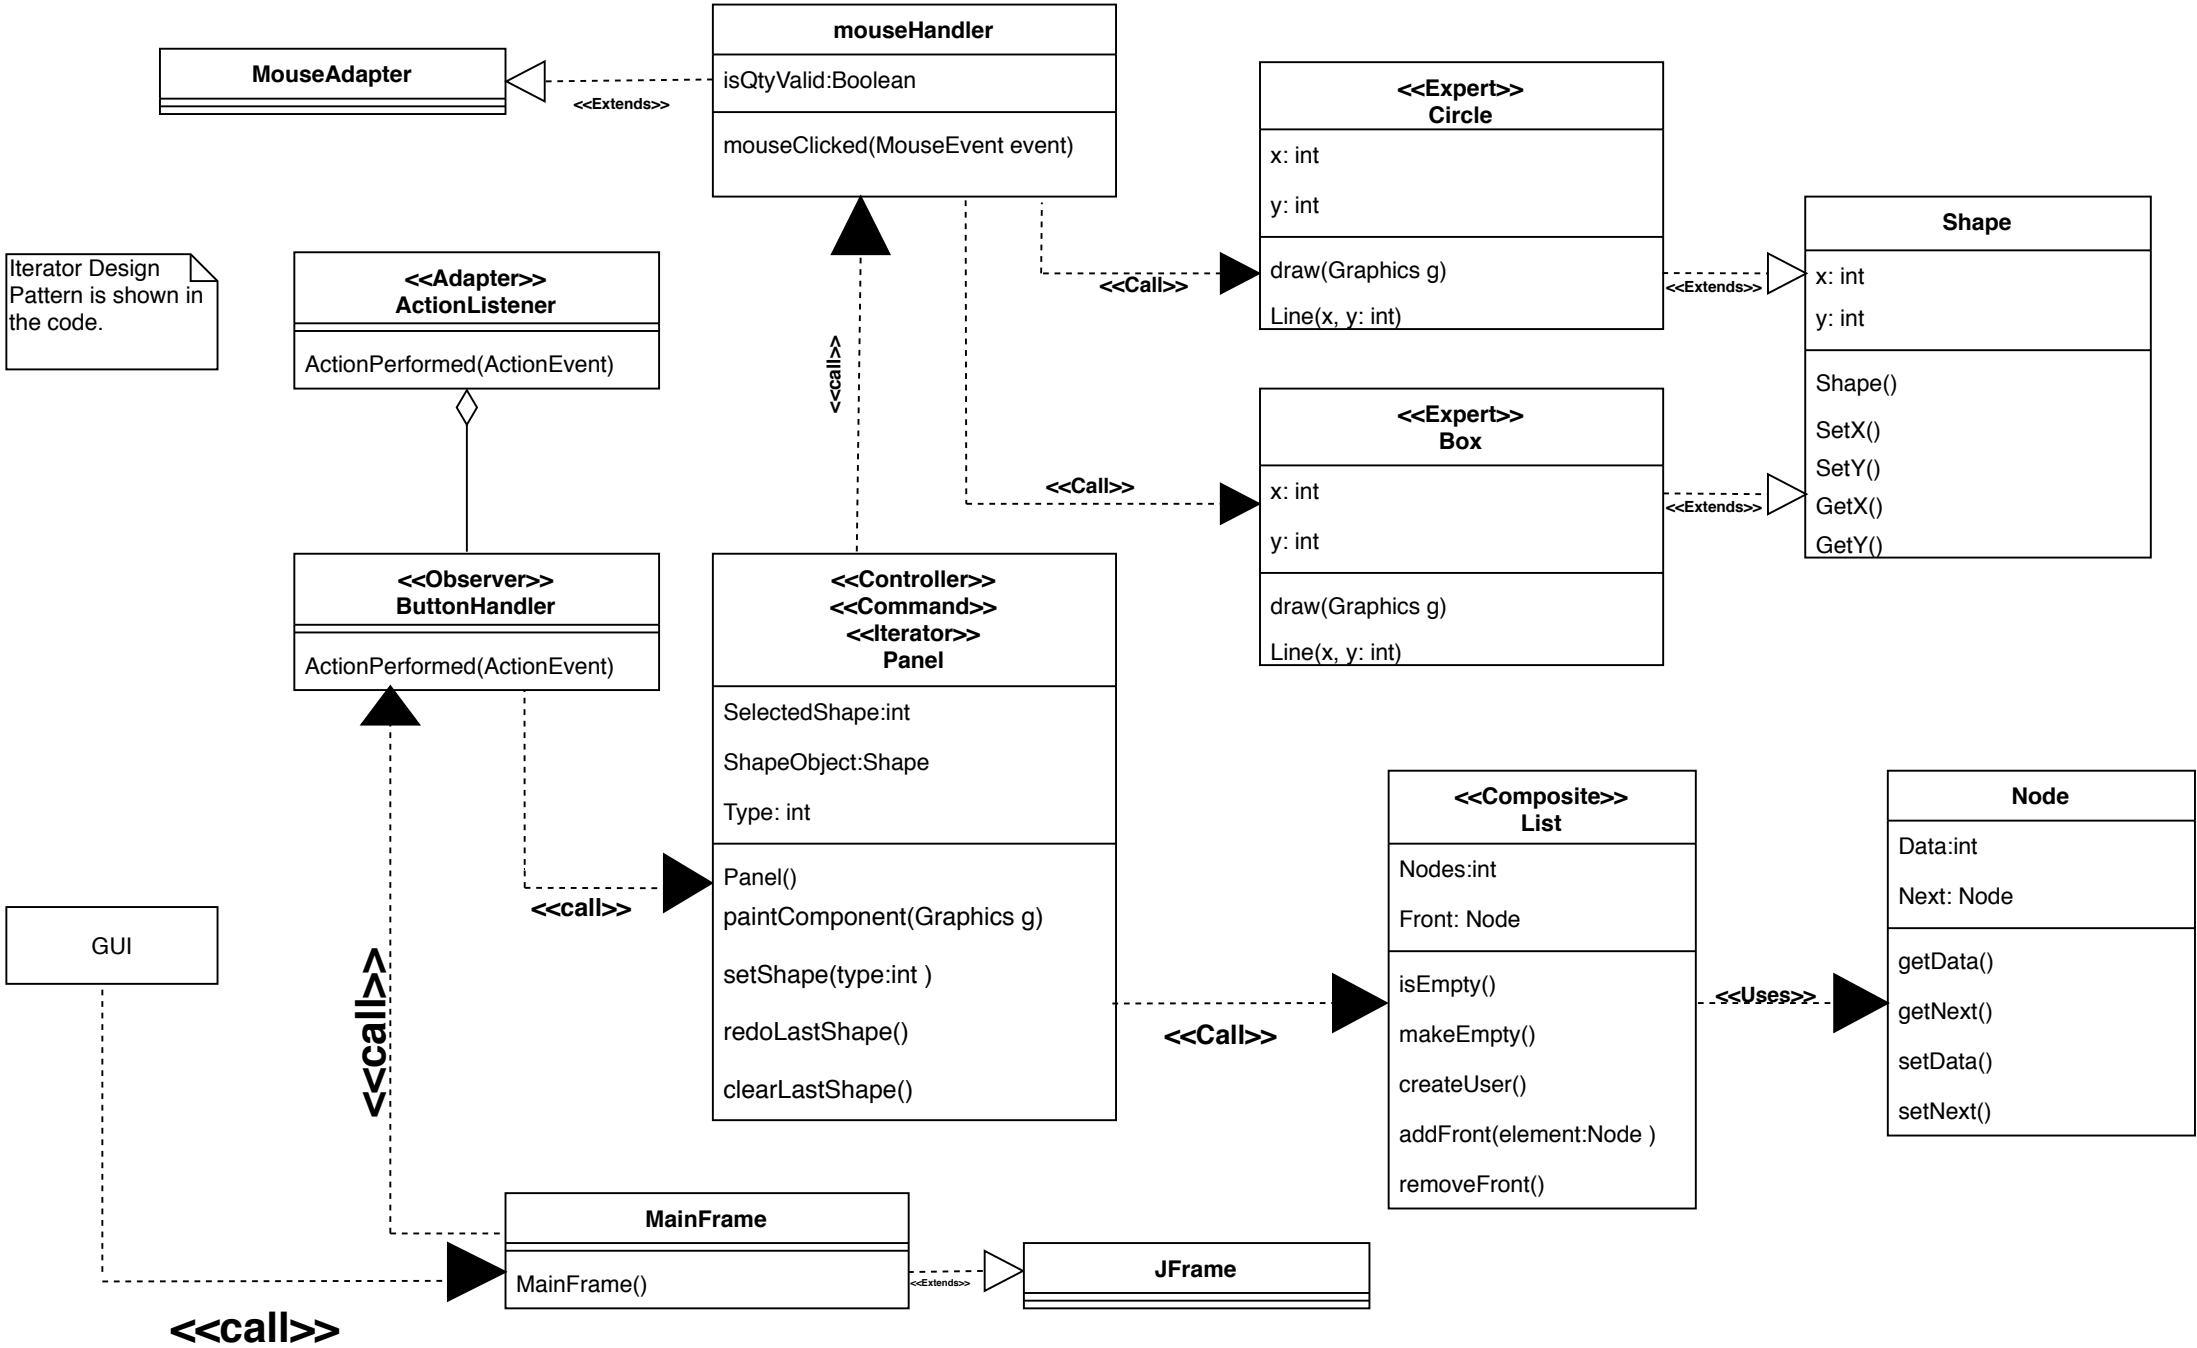 mouseHandler
isQtyValid:Boolean
mouseClicked(MouseEvent event)
MouseAdapter
<<Extends>>
<<Expert>>
Circle
x: int
y: int
draw(Graphics g)
Line(x, y: int)
<<Call>>
<<Extends>>
Shape
x: int
y: int
Shape()
SetX()
SetY()
GetX()
GetY()
Iterator Design
Pattern is shown in
the code.
<<Adapter>>
ActionListener
ActionPerformed(ActionEvent)
<<call>>
<<Expert>>
Box
x: int
y: int
draw(Graphics g)
Line(x, y: int)
<<Call>>
<<Extends>>
<<Observer>>
ButtonHandler
ActionPerformed(ActionEvent)
<<Controller>>
<<Command>>
<<Iterator>>
Panel
SelectedShape:int
ShapeObject:Shape
Type: int
Panel()
paintComponent(Graphics g)
setShape(type:int )
redoLastShape()
clearLastShape()
<<call>>
<<Call>>
<<Composite>>
List
Nodes:int
Front: Node
isEmpty()
makeEmpty()
createUser()
addFront(element:Node )
removeFront()
<<Uses>>
Node
Data:int
Next: Node
getData()
getNext()
setData()
setNext()
GUI
<<call>>
MainFrame
MainFrame()
<<Extends>>
JFrame
<<call>>